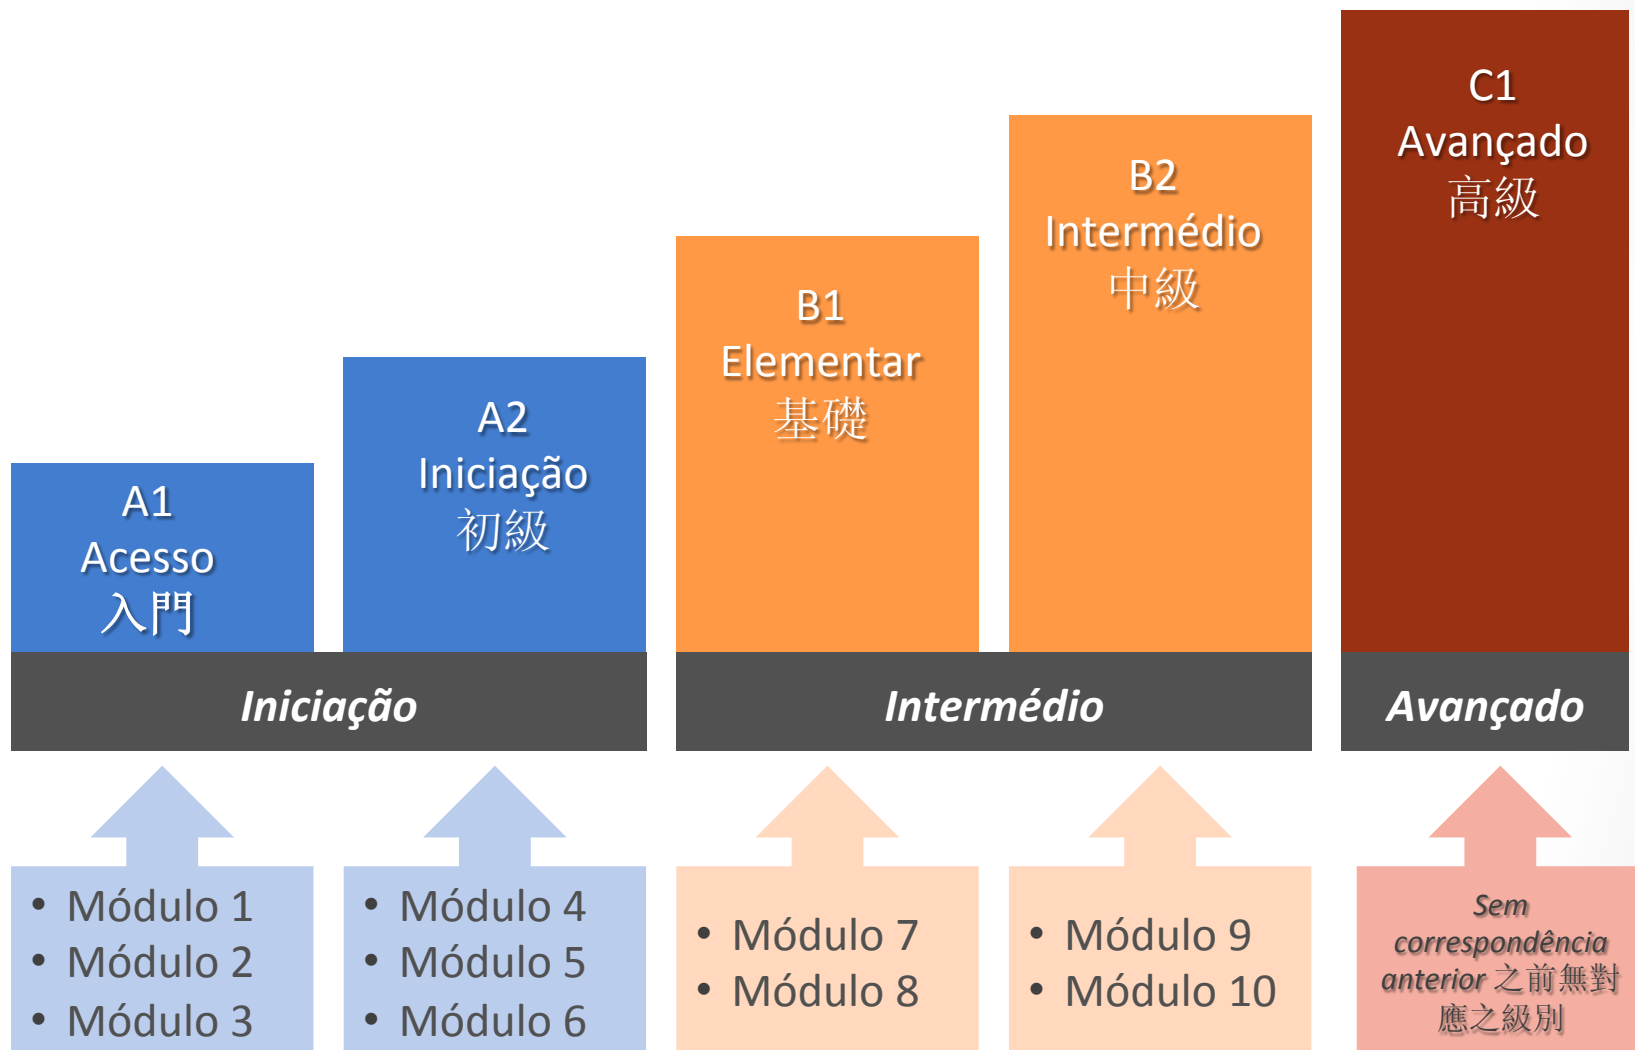 A1
Acesso
入門
A2
Iniciação
初級
B1
Elementar
基礎
B2
Intermédio
中級
C1
Avançado
高級
Iniciação
Intermédio
Avançado
• Módulo 1
• Módulo 2
• Módulo 3
• Módulo 4
• Módulo 5
• Módulo 6
• Módulo 7
• Módulo 8
• Módulo 9
• Módulo 10
Sem
correspondência
anterior 之前無對
應之級別